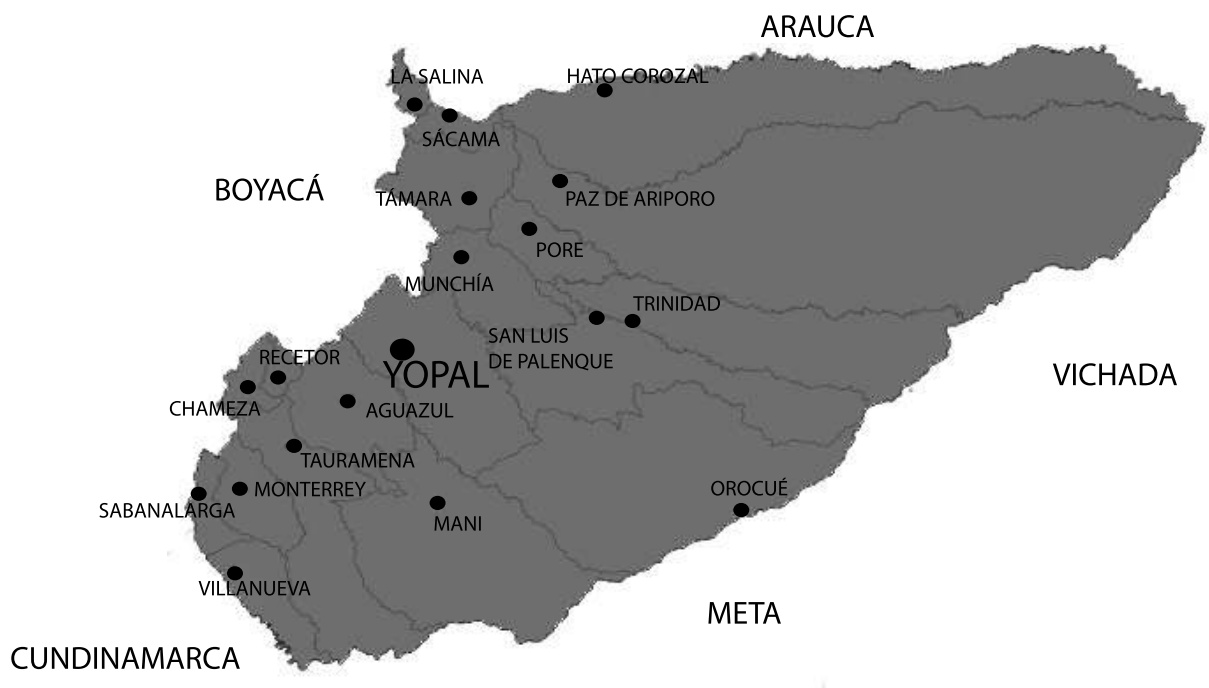 ARAUCA
LA SALINA
HATO COROZAL
SÁCAMA
BOYACÁ
TÁMARA
PAZ DE ARIPORO
PORE
MUNCHÍA
TRINIDAD
SAN LUIS
DE PALENQUE
RECETOR
YOPAL
VICHADA
CHAMEZA
AGUAZUL
TAURAMENA
MONTERREY
OROCUÉ
SABANALARGA
MANI
VILLANUEVA
META
CUNDINAMARCA